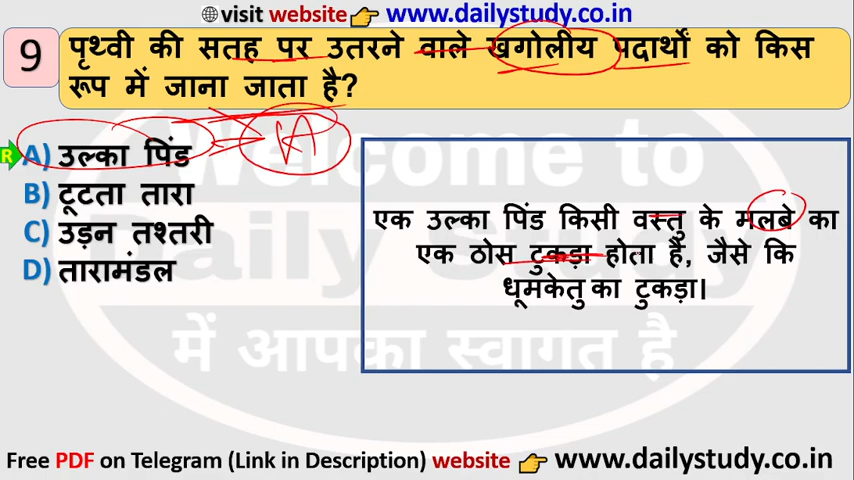 visit website 👉 www.dailystudy.co.in
9
पृथ्वी की सतह पर उतरने वाले खगोलीय पदार्थो को किस
रूप में जाना जाता है?
R A) उल्का पिंड
A
B) टूटता तारा
C) उड़न तश्तरी
D) तारामंडल
एक उल्का पिंड किसी वस्तु के मलबे का
एक ठोस टुकड़ा होता है, जैसे कि
धूमकेतु का टुकड़ा।
Welcome to
Daily Study
में आपका स्वागत है
Free PDF on Telegram (Link in Description) website 👉 www.dailystudy.co.in